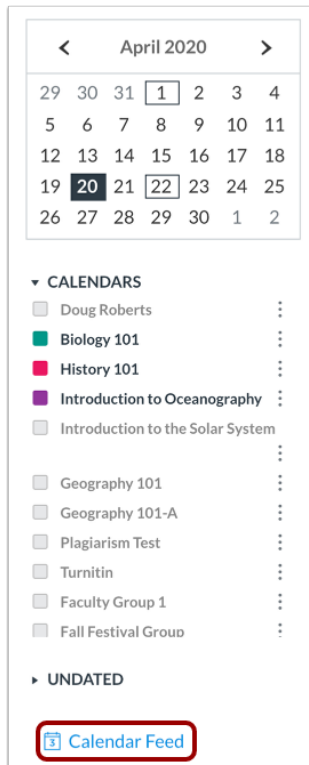 < April 2020 >
29 30 31 1 2 3 4
5 6 7 8 9 10 11
12 13 14 15 16 17 18
19 20 21 22 23 24 25
26 27 28 29 30 1 2
CALENDARS
Doug Roberts
Biology 101
History 101
Introduction to Oceanography
Introduction to the Solar System
Geography 101
Geography 101-A
Plagiarism Test
Turnitin
Faculty Group 1
Fall Festival Group
UNDATED
3 Calendar Feed